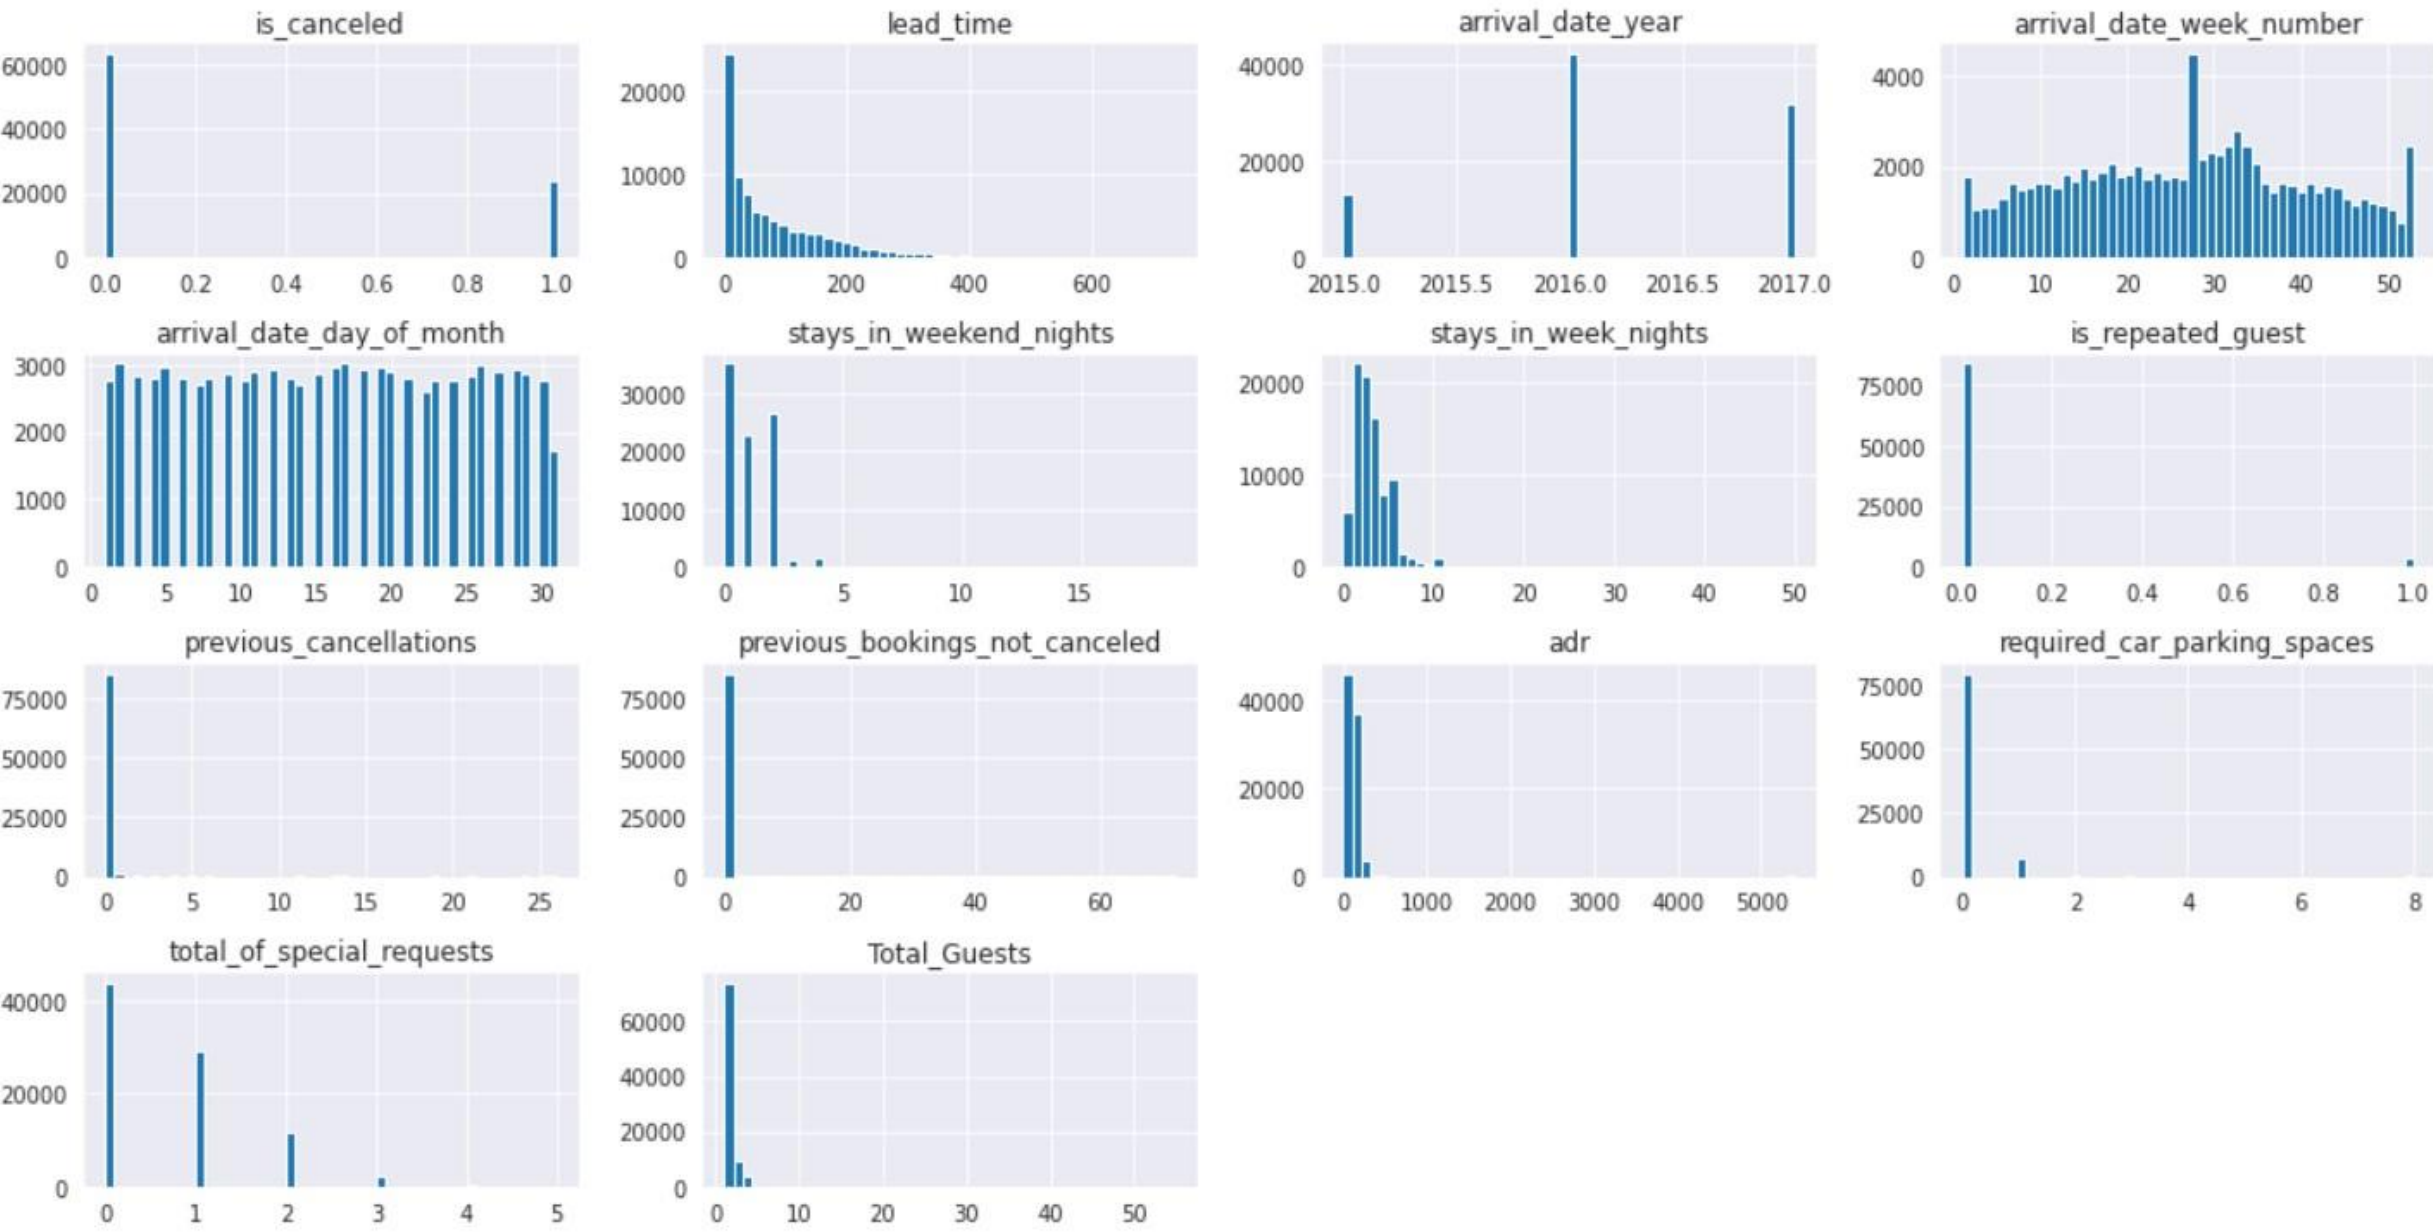 is_canceled
60000
40000
20000
0
0.0 0.2 0.4 0.6 0.8 1.0
lead_time
20000
10000
0
0 200 400 600
arrival_date_year
40000
20000
0
2015.0 2015.5 2016.0 2016.5 2017.0
arrival_date_week_number
4000
2000
0
0 10 20 30 40 50
arrival_date_day_of_month
3000
2000
1000
0
0 5 10 15 20 25 30
stays_in_weekend_nights
30000
20000
10000
0
0 5 10 15
stays_in_week_nights
20000
10000
0
0 10 20 30 40 50
is_repeated_guest
75000
50000
25000
0
0.0 0.2 0.4 0.6 0.8 1.0
previous_cancellations
75000
50000
25000
0
0 5 10 15 20 25
previous_bookings_not_canceled
75000
50000
25000
0
0 20 40 60
adr
40000
20000
0
0 1000 2000 3000 4000 5000
required_car_parking_spaces
75000
50000
25000
0
0 2 4 6 8
total_of_special_requests
40000
20000
0
0 1 2 3 4 5
Total_Guests
60000
40000
20000
0
0 10 20 30 40 50